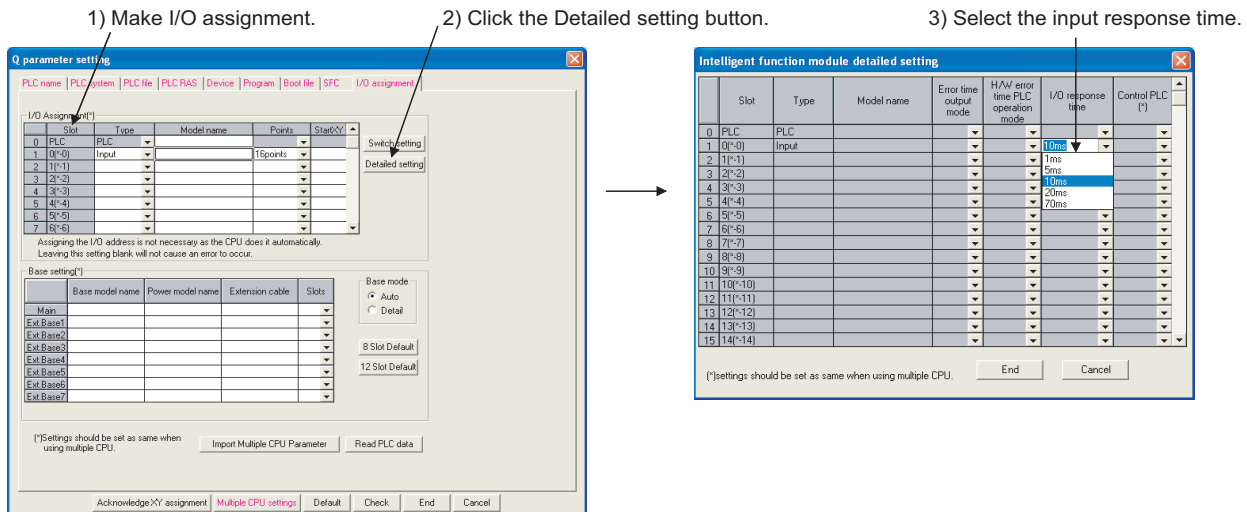 1) Make I/O assignment.
2) Click the Detailed setting button.
3) Select the input response time.
Q parameter setting
PLC name PLC system PLC file PLC RAS Device Program Boot file SFC I/O assignment
I/O Assignment(*)
Slot Type Model name Points StartXY
0 PLC PLC
1 0(*-0) Input 16points
2 1(*-1)
3 2(*-2)
4 3(*-3)
5 4(*-4)
6 5(*-5)
7 6(*-6)
Switch setting
Detailed setting
Assigning the I/O address is not necessary as the CPU does it automatically.
Leaving this setting blank will not cause an error to occur.
Base setting(*)
Base model name Power model name Extension cable Slots
Main
Ext.Base1
Ext.Base2
Ext.Base3
Ext.Base4
Ext.Base5
Ext.Base6
Ext.Base7
Base mode
Auto
Detail
8 Slot Default
12 Slot Default
(*)Settings should be set as same when
using multiple CPU.
Import Multiple CPU Parameter
Read PLC data
Acknowledge XY assignment Multiple CPU settings Default Check End Cancel
Intelligent function module detailed setting
Slot Type Model name
Error time
output
mode
H/W error
time PLC
operation
mode
I/O response
time
Control PLC
(*)
0 PLC PLC
1 0(*-0) Input 10ms
2 1(*-1)
3 2(*-2)
4 3(*-3)
5 4(*-4)
6 5(*-5)
7 6(*-6)
8 7(*-7)
9 8(*-8)
10 9(*-9)
11 10(*-10)
12 11(*-11)
13 12(*-12)
14 13(*-13)
15 14(*-14)
1ms
5ms
10ms
20ms
70ms
(*)settings should be set as same when using multiple CPU.
End
Cancel